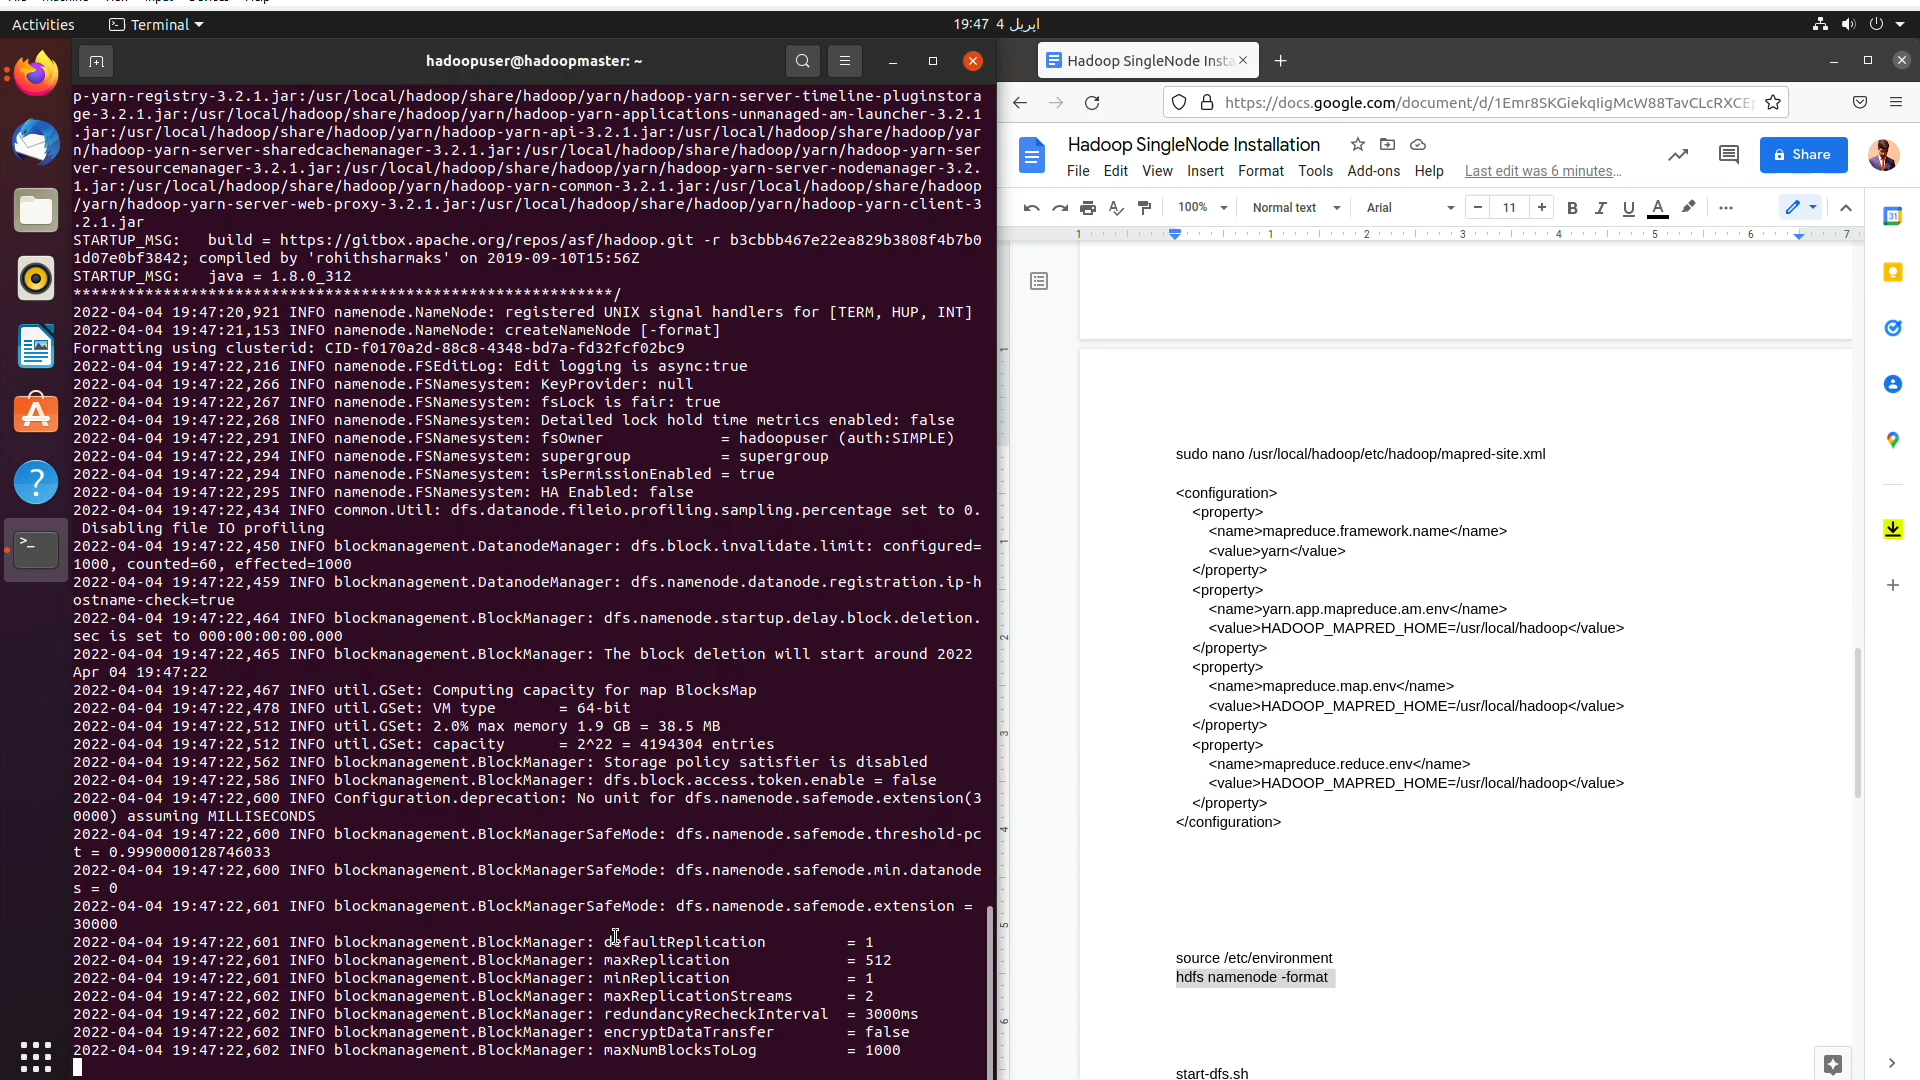 Activities
Terminal
19:47 4 اپریل
hadoopuser@hadoopmaster: ~
p-yarn-registry-3.2.1.jar:/usr/local/hadoop/share/hadoop/yarn/hadoop-yarn-server-timeline-pluginstora
ge-3.2.1.jar:/usr/local/hadoop/share/hadoop/yarn/hadoop-yarn-applications-unmanaged-am-launcher-3.2.1
.jar:/usr/local/hadoop/share/hadoop/yarn/hadoop-yarn-api-3.2.1.jar:/usr/local/hadoop/share/hadoop/yar
n/hadoop-yarn-server-sharedcachemanager-3.2.1.jar:/usr/local/hadoop/share/hadoop/yarn/hadoop-yarn-ser
ver-resourcemanager-3.2.1.jar:/usr/local/hadoop/share/hadoop/yarn/hadoop-yarn-server-nodemanager-3.2.
1.jar:/usr/local/hadoop/share/hadoop/yarn/hadoop-yarn-common-3.2.1.jar:/usr/local/hadoop/share/hadoop
/yarn/hadoop-yarn-server-web-proxy-3.2.1.jar:/usr/local/hadoop/share/hadoop/yarn/hadoop-yarn-client-3
.2.1.jar
STARTUP_MSG:   build = https://gitbox.apache.org/repos/asf/hadoop.git -r b3cbbb467e22ea829b3808f4b7b0
1d07e0bf3842; compiled by 'rohithsharmaks' on 2019-09-10T15:56Z
STARTUP_MSG:   java = 1.8.0_312
************************************************************/
2022-04-04 19:47:20,921 INFO namenode.NameNode: registered UNIX signal handlers for [TERM, HUP, INT]
2022-04-04 19:47:21,153 INFO namenode.NameNode: createNameNode [-format]
Formatting using clusterid: CID-f0170a2d-88c8-4348-bd7a-fd32fcf02bc9
2022-04-04 19:47:22,216 INFO namenode.FSEditLog: Edit logging is async:true
2022-04-04 19:47:22,266 INFO namenode.FSNamesystem: KeyProvider: null
2022-04-04 19:47:22,267 INFO namenode.FSNamesystem: fsLock is fair: true
2022-04-04 19:47:22,268 INFO namenode.FSNamesystem: Detailed lock hold time metrics enabled: false
2022-04-04 19:47:22,291 INFO namenode.FSNamesystem: fsOwner             = hadoopuser (auth:SIMPLE)
2022-04-04 19:47:22,294 INFO namenode.FSNamesystem: supergroup          = supergroup
2022-04-04 19:47:22,294 INFO namenode.FSNamesystem: isPermissionEnabled = true
2022-04-04 19:47:22,295 INFO namenode.FSNamesystem: HA Enabled: false
2022-04-04 19:47:22,434 INFO common.Util: dfs.datanode.fileio.profiling.sampling.percentage set to 0.
 Disabling file IO profiling
2022-04-04 19:47:22,450 INFO blockmanagement.DatanodeManager: dfs.block.invalidate.limit: configured=
1000, counted=60, effected=1000
2022-04-04 19:47:22,459 INFO blockmanagement.DatanodeManager: dfs.namenode.datanode.registration.ip-h
ostname-check=true
2022-04-04 19:47:22,464 INFO blockmanagement.BlockManager: dfs.namenode.startup.delay.block.deletion.
sec is set to 000:00:00:00.000
2022-04-04 19:47:22,465 INFO blockmanagement.BlockManager: The block deletion will start around 2022
Apr 04 19:47:22
2022-04-04 19:47:22,467 INFO util.GSet: Computing capacity for map BlocksMap
2022-04-04 19:47:22,478 INFO util.GSet: VM type       = 64-bit
2022-04-04 19:47:22,512 INFO util.GSet: 2.0% max memory 1.9 GB = 38.5 MB
2022-04-04 19:47:22,512 INFO util.GSet: capacity      = 2^22 = 4194304 entries
2022-04-04 19:47:22,562 INFO blockmanagement.BlockManager: Storage policy satisfier is disabled
2022-04-04 19:47:22,586 INFO blockmanagement.BlockManager: dfs.block.access.token.enable = false
2022-04-04 19:47:22,600 INFO Configuration.deprecation: No unit for dfs.namenode.safemode.extension(3
0000) assuming MILLISECONDS
2022-04-04 19:47:22,600 INFO blockmanagement.BlockManagerSafeMode: dfs.namenode.safemode.threshold-pc
t = 0.9990000128746033
2022-04-04 19:47:22,600 INFO blockmanagement.BlockManagerSafeMode: dfs.namenode.safemode.min.datanode
s = 0
2022-04-04 19:47:22,601 INFO blockmanagement.BlockManagerSafeMode: dfs.namenode.safemode.extension =
30000
2022-04-04 19:47:22,601 INFO blockmanagement.BlockManager: defaultReplication         = 1
2022-04-04 19:47:22,601 INFO blockmanagement.BlockManager: maxReplication             = 512
2022-04-04 19:47:22,601 INFO blockmanagement.BlockManager: minReplication             = 1
2022-04-04 19:47:22,602 INFO blockmanagement.BlockManager: maxReplicationStreams      = 2
2022-04-04 19:47:22,602 INFO blockmanagement.BlockManager: redundancyRecheckInterval  = 3000ms
2022-04-04 19:47:22,602 INFO blockmanagement.BlockManager: encryptDataTransfer        = false
2022-04-04 19:47:22,602 INFO blockmanagement.BlockManager: maxNumBlocksToLog          = 1000
Hadoop SingleNode Insta
https://docs.google.com/document/d/1Emr8SKGiekqlIgMcW88TavCLcRXCEp
Hadoop SingleNode Installation
Share
File Edit View Insert Format Tools Add-ons Help Last edit was 6 minutes...
100% Normal text Arial 11
1 1 2 3 4 5 6 7
sudo nano /usr/local/hadoop/etc/hadoop/mapred-site.xml
<configuration>
<property>
<name>mapreduce.framework.name</name>
<value>yarn</value>
</property>
<property>
<name>yarn.app.mapreduce.am.env</name>
<value>HADOOP_MAPRED_HOME=/usr/local/hadoop</value>
</property>
<property>
<name>mapreduce.map.env</name>
<value>HADOOP_MAPRED_HOME=/usr/local/hadoop</value>
</property>
<property>
<name>mapreduce.reduce.env</name>
<value>HADOOP_MAPRED_HOME=/usr/local/hadoop</value>
</property>
</configuration>
source /etc/environment
hdfs namenode -format
start-dfs.sh